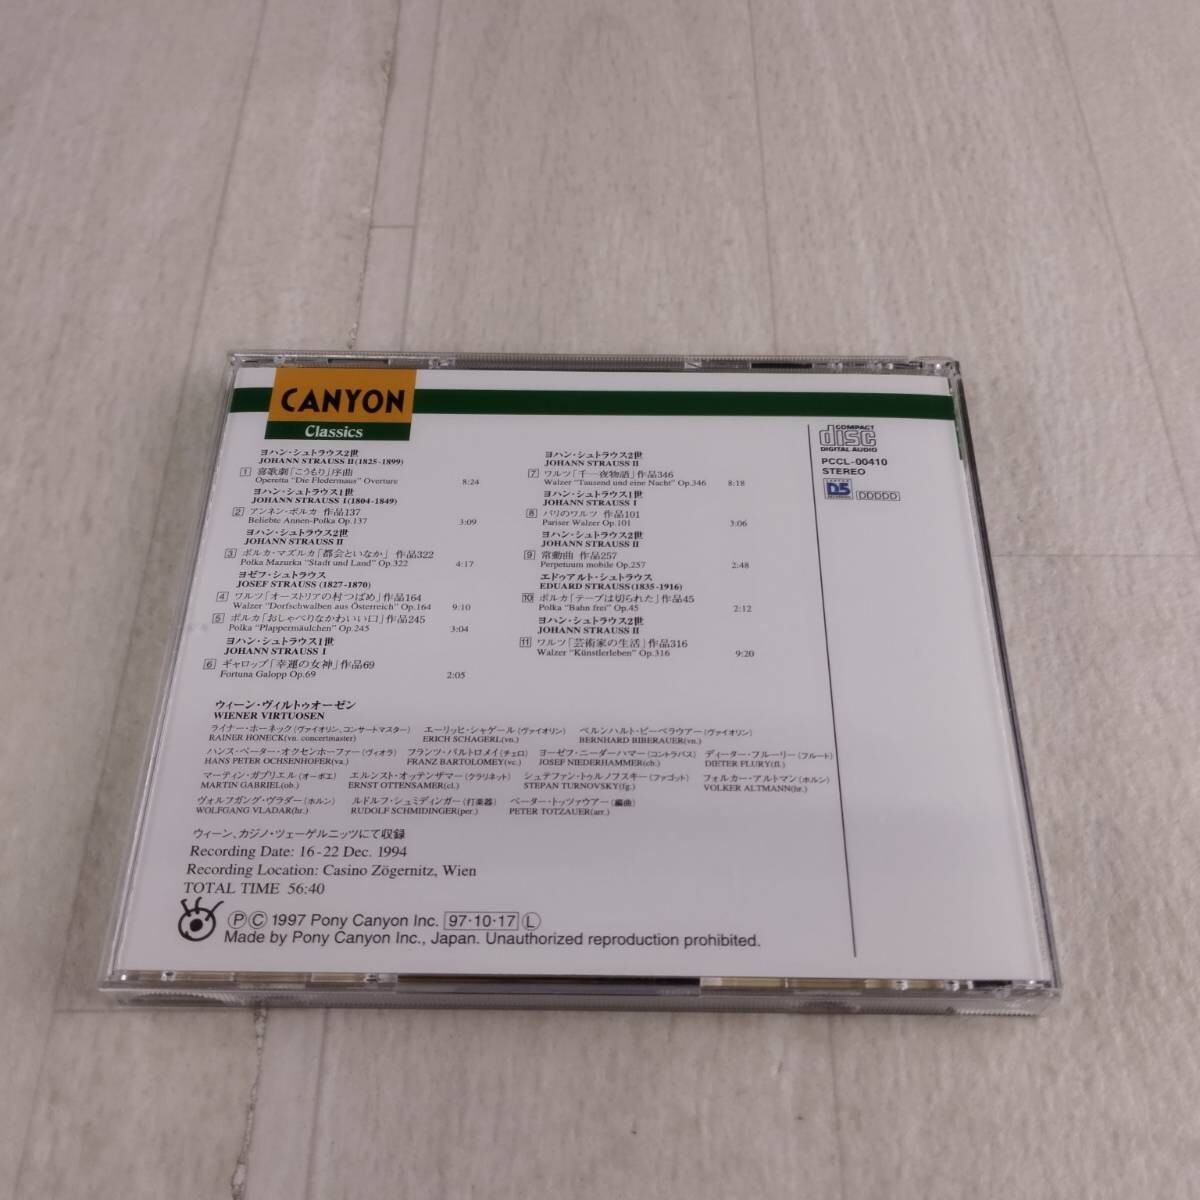 CANYON
Classics
ヨハン・シュトラウス2世
JOHANN STRAUSS II (1825-1899)
1 喜歌劇「こうもり」序曲
Operetta "Die Fledermaus" Overture 8:24
ヨハン・シュトラウス1世
JOHANN STRAUSS I (1804-1849)
2 アンネン・ポルカ 作品137
Beliebte Annen-Polka Op.137 3:09
ヨハン・シュトラウス2世
JOHANN STRAUSS II
3 ポルカ・マズルカ「都会といなか」 作品322
Polka Mazurka "Stadt und Land" Op.322 4:17
ヨゼフ・シュトラウス
JOSEF STRAUSS (1827-1870)
4 ワルツ「オーストリアの村つばめ」作品164
Walzer "Dorfschwalben aus Österreich" Op.164 9:10
5 ポルカ「おしゃべりなかわいい口」作品245
Polka "Plappermäulchen" Op.245 3:04
ヨハン・シュトラウス1世
JOHANN STRAUSS I
6 ギャロップ「幸運の女神」作品69
Fortuna Galopp Op.69 2:05
ヨハン・シュトラウス2世
JOHANN STRAUSS II
7 ワルツ「千一夜物語」作品346
Walzer "Tausend und eine Nacht" Op.346 8:18
ヨハン・シュトラウス1世
JOHANN STRAUSS I
8 パリのワルツ 作品101
Pariser Walzer Op.101 3:06
ヨハン・シュトラウス2世
JOHANN STRAUSS II
9 常動曲 作品257
Perpetuum mobile Op.257 2:48
エドゥアルト・シュトラウス
EDUARD STRAUSS (1835-1916)
10 ポルカ「テープは切られた」作品45
Polka "Bahn frei" Op.45 2:12
ヨハン・シュトラウス2世
JOHANN STRAUSS II
11 ワルツ「芸術家の生活」作品316
Walzer "Künstlerleben" Op.316 9:20
COMPACT
disc
DIGITAL AUDIO
PCCL-00410
STEREO
D5 DDDDD
ウィーン・ヴィルトゥオーゼン
WIENER VIRTUOSEN
ライナー・ホーネック(ヴァイオリン、コンサートマスター) エーリッヒ・シャゲール(ヴァイオリン) ベルンハルト・ビーベラウアー(ヴァイオリン)
RAINER HONECK(vn. concertmaster) ERICH SCHAGERL(vn.) BERNHARD BIBERAUER(vn.)
ハンス・ペーター・オクセンホーファー(ヴィオラ) フランツ・バルトロメイ(チェロ) ヨーゼフ・ニーダーハマー(コントラバス) ディーター・フルーリー(フルート)
HANS PETER OCHSENHOFER(va.) FRANZ BARTOLOMEY(vc.) JOSEF NIEDERHAMMER(cb.) DIETER FLURY(fl.)
マーティン・ガブリエル(オーボエ) エルンスト・オッテンザマー(クラリネット) シュテファン・トゥルノフスキー(ファゴット) フォルカー・アルトマン(ホルン)
MARTIN GABRIEL(ob.) ERNST OTTENSAMER(cl.) STEPAN TURNOVSKY(fg.) VOLKER ALTMANN(hr.)
ヴォルフガング・ヴラダー(ホルン) ルドルフ・シュミディンガー(打楽器) ペーター・トッツァウアー(編曲)
WOLFGANG VLADAR(hr.) RUDOLF SCHMIDINGER(per.) PETER TOTZAUER(arr.)
ウィーン、カジノ・ツェーゲルニッツにて収録
Recording Date: 16-22 Dec. 1994
Recording Location: Casino Zögernitz, Wien
TOTAL TIME 56:40
ⓅⒸ 1997 Pony Canyon Inc. 97・10・17 Ⓛ
Made by Pony Canyon Inc., Japan. Unauthorized reproduction prohibited.